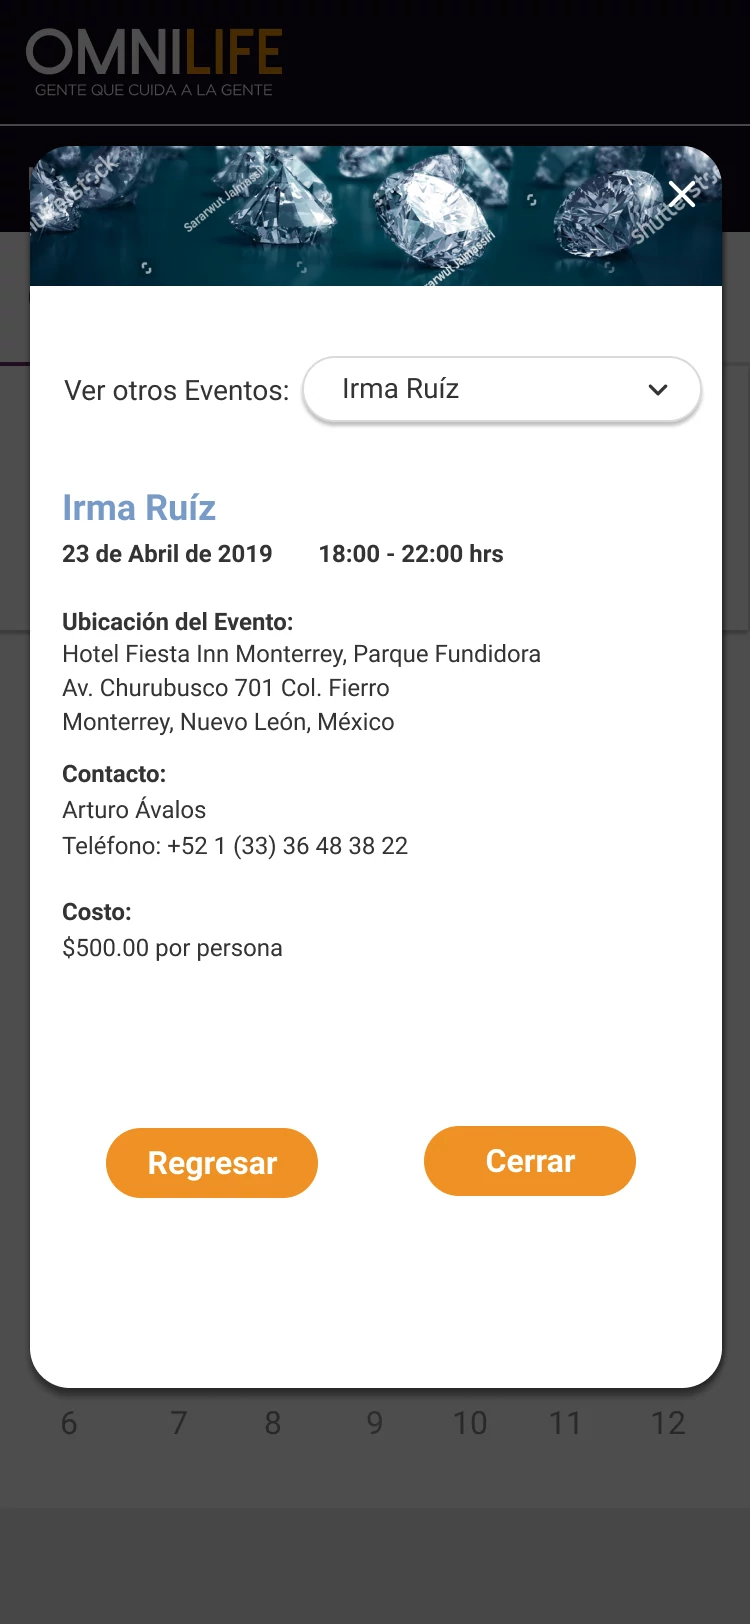 OMNILIFE
GENTE QUE CUIDA A LA GENTE
shutterstock
Sararwut Jaimassiri
Sararwut Jaimassiri
shutterst
Ver otros Eventos: Irma Ruíz
Irma Ruíz
23 de Abril de 2019 18:00 - 22:00 hrs
Ubicación del Evento:
Hotel Fiesta Inn Monterrey, Parque Fundidora
Av. Churubusco 701 Col. Fierro
Monterrey, Nuevo León, México
Contacto:
Arturo Ávalos
Teléfono: +52 1 (33) 36 48 38 22
Costo:
$500.00 por persona
Regresar Cerrar
6 7 8 9 10 11 12